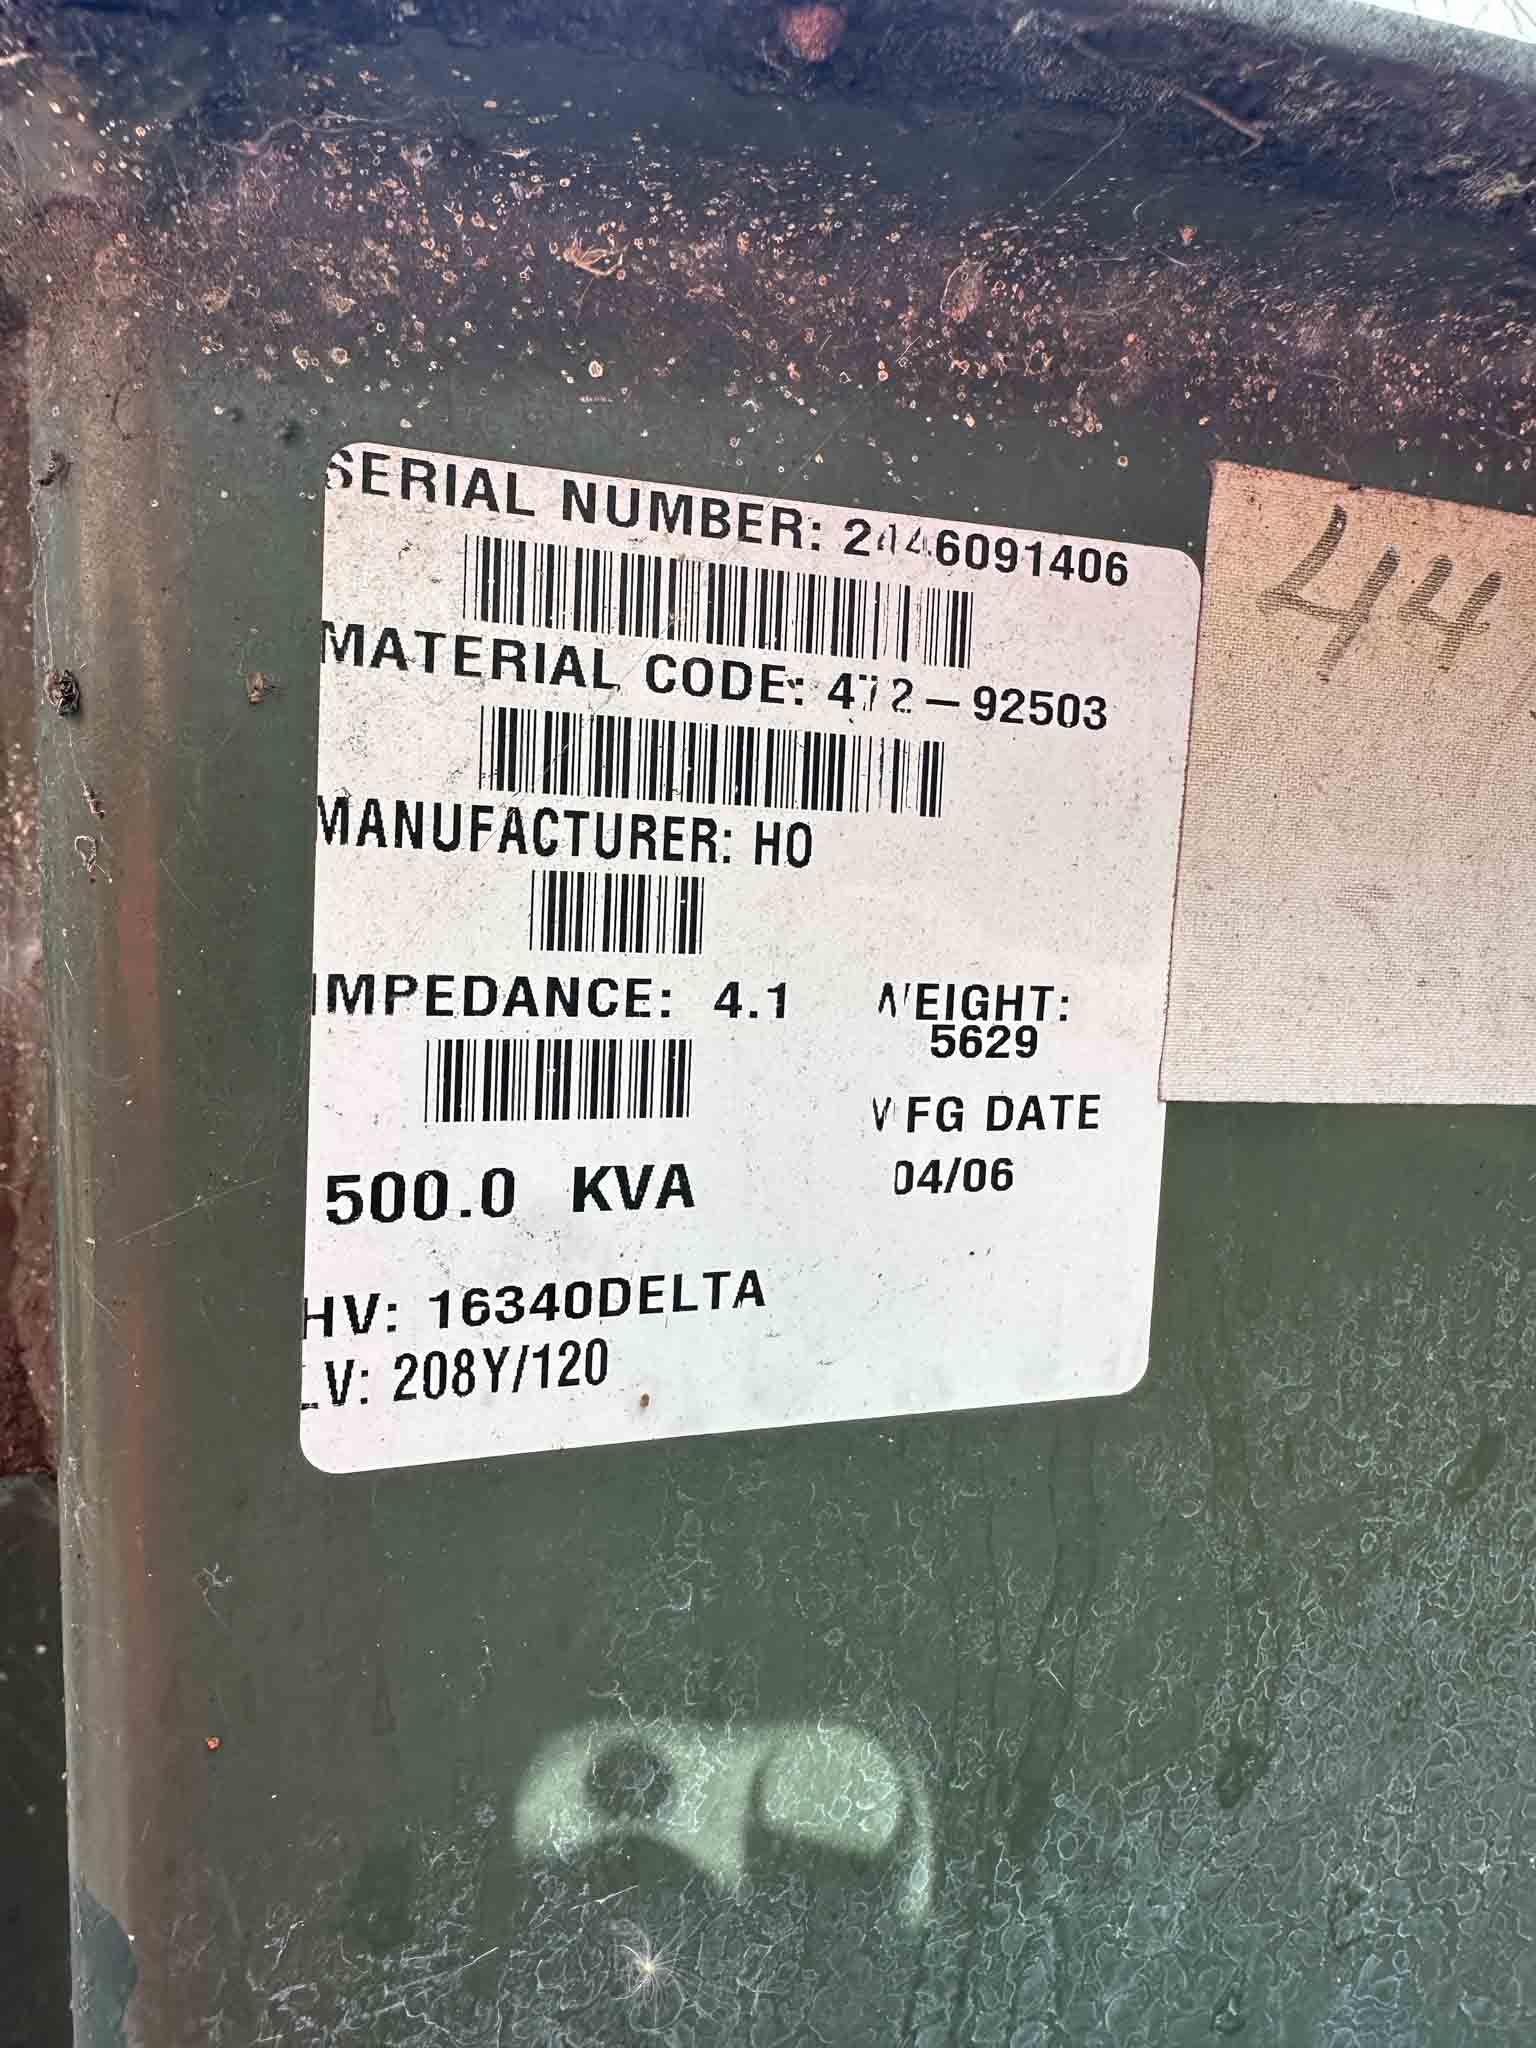 SERIAL NUMBER: 2446091406
MATERIAL CODE: 472-92503
MANUFACTURER: HO
IMPEDANCE: 4.1
WEIGHT:
5629
MFG DATE
04/06
500.0 KVA
HV: 16340DELTA
LV: 208Y/120
44